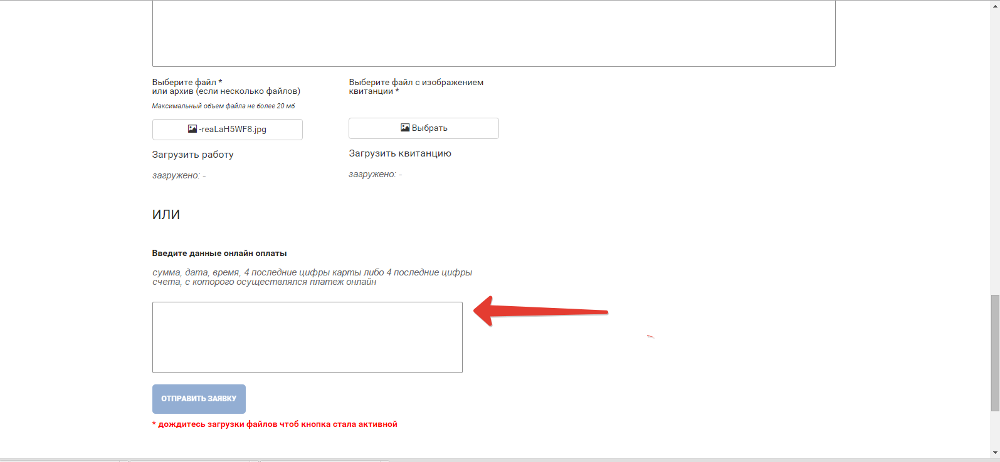 Выберите файл *
или архив (если несколько файлов)
Максимальный объем файла не более 20 мб
-reaLaH5WF8.jpg
Загрузить работу
загружено: -
Выберите файл с изображением
квитанции *
Выбрать
Загрузить квитанцию
загружено: -
ИЛИ
Введите данные онлайн оплаты
сумма, дата, время, 4 последние цифры карты либо 4 последние цифры
счета, с которого осуществлялся платеж онлайн
ОТПРАВИТЬ ЗАЯВКУ
* дождитесь загрузки файлов чтоб кнопка стала активной